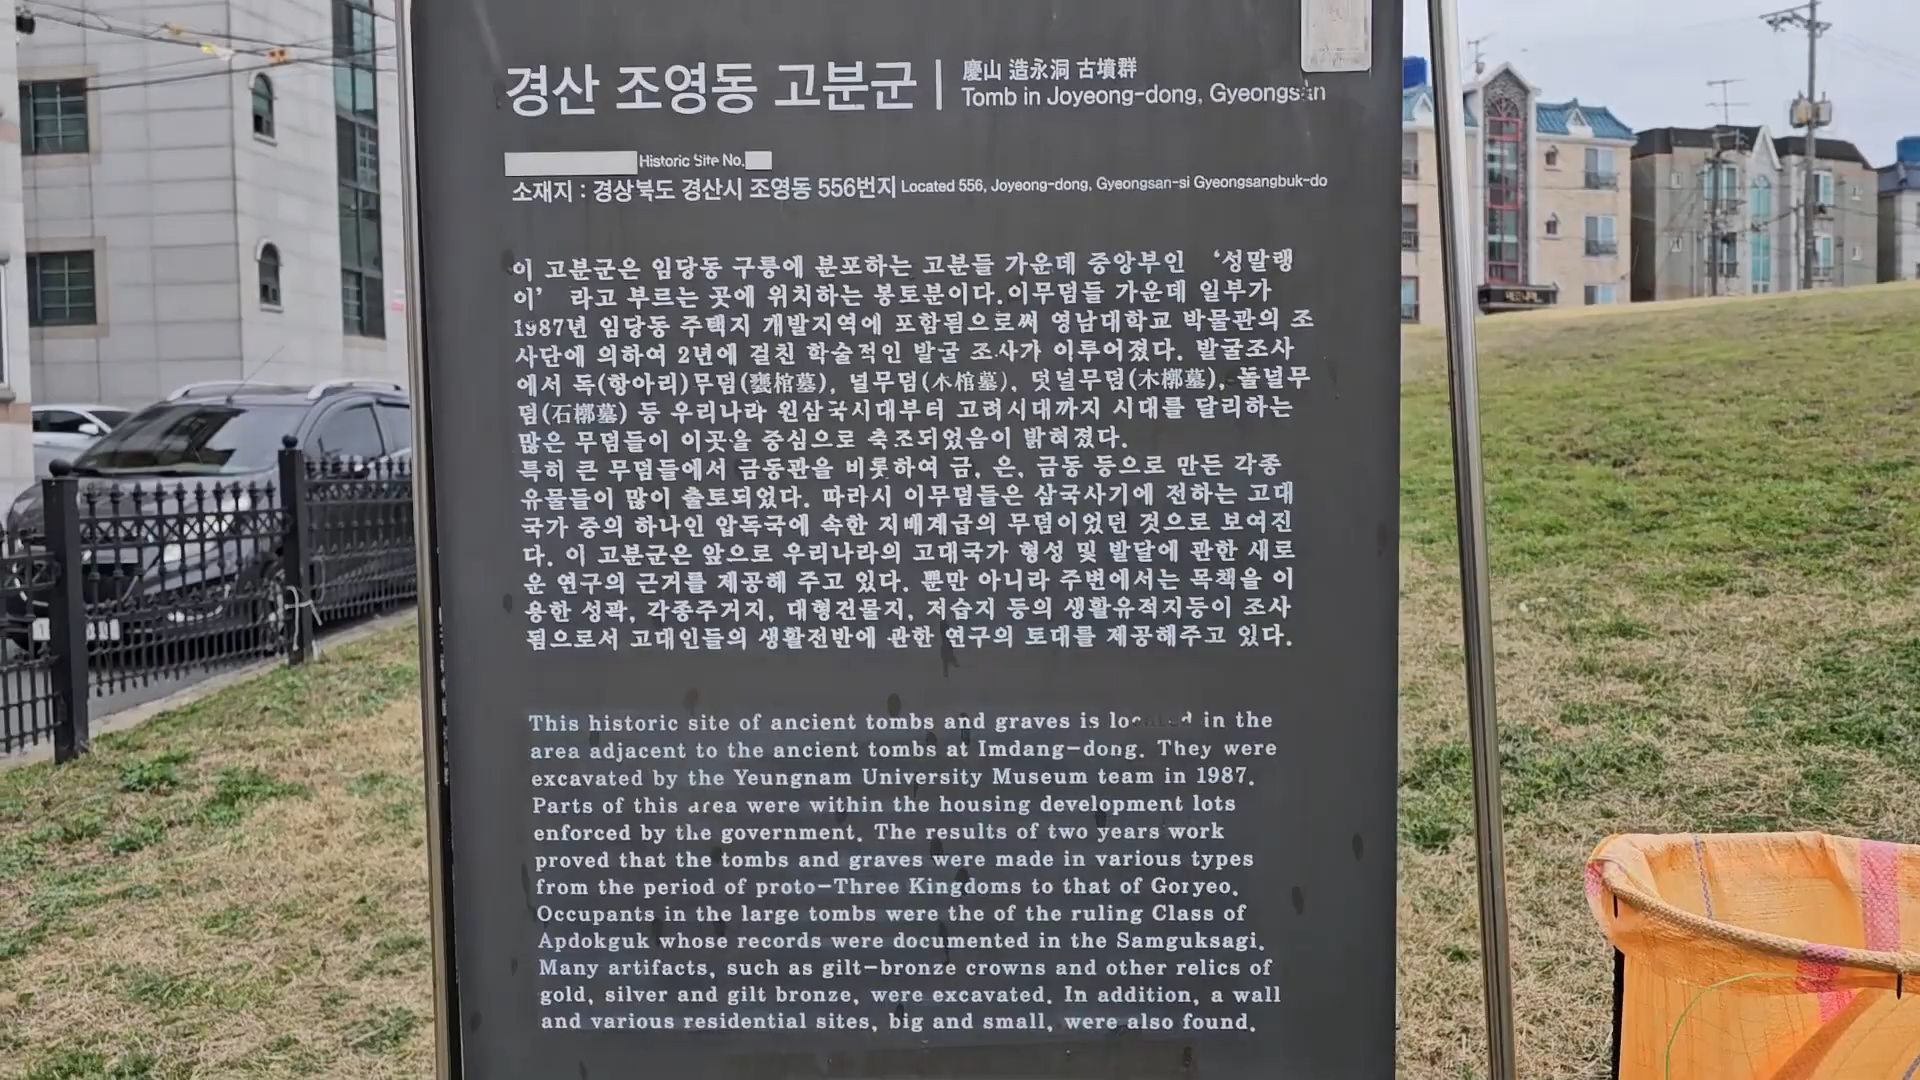 경산 조영동 고분군
慶山 造永洞 古墳群
Tomb in Joyeong-dong, Gyeongsan
Historic Site No.
소재지 : 경상북도 경산시 조영동 556번지 Located 556, Joyeong-dong, Gyeongsan-si Gyeongsangbuk-do
이 고분군은 임당동 구릉에 분포하는 고분들 가운데 중앙부인 ‘성말랭
이’ 라고 부르는 곳에 위치하는 봉토분이다.이무덤들 가운데 일부가
1987년 임당동 주택지 개발지역에 포함됨으로써 영남대학교 박물관의 조
사단에 의하여 2년에 걸친 학술적인 발굴 조사가 이루어졌다. 발굴조사
에서 독(항아리)무덤(甕棺墓), 널무덤(木棺墓), 덧널무덤(木槨墓), 돌널무
덤(石槨墓) 등 우리나라 원삼국시대부터 고려시대까지 시대를 달리하는
많은 무덤들이 이곳을 중심으로 축조되었음이 밝혀졌다.
특히 큰 무덤들에서 금동관을 비롯하여 금, 은, 금동 등으로 만든 각종
유물들이 많이 출토되었다. 따라시 이무덤들은 삼국사기에 전하는 고대
국가 중의 하나인 압독국에 속한 지배계급의 무덤이었던 것으로 보여진
다. 이 고분군은 앞으로 우리나라의 고대국가 형성 및 발달에 관한 새로
운 연구의 근거를 제공해 주고 있다. 뿐만 아니라 주변에서는 목책을 이
용한 성곽, 각종주거지, 대형건물지, 저습지 등의 생활유적지등이 조사
됨으로서 고대인들의 생활전반에 관한 연구의 토대를 제공해주고 있다.
This historic site of ancient tombs and graves is located in the
area adjacent to the ancient tombs at Imdang-dong. They were
excavated by the Yeungnam University Museum team in 1987.
Parts of this area were within the housing development lots
enforced by the government. The results of two years work
proved that the tombs and graves were made in various types
from the period of proto-Three Kingdoms to that of Goryeo.
Occupants in the large tombs were the of the ruling Class of
Apdokguk whose records were documented in the Samguksagi.
Many artifacts, such as gilt-bronze crowns and other relics of
gold, silver and gilt bronze, were excavated. In addition, a wall
and various residential sites, big and small, were also found.